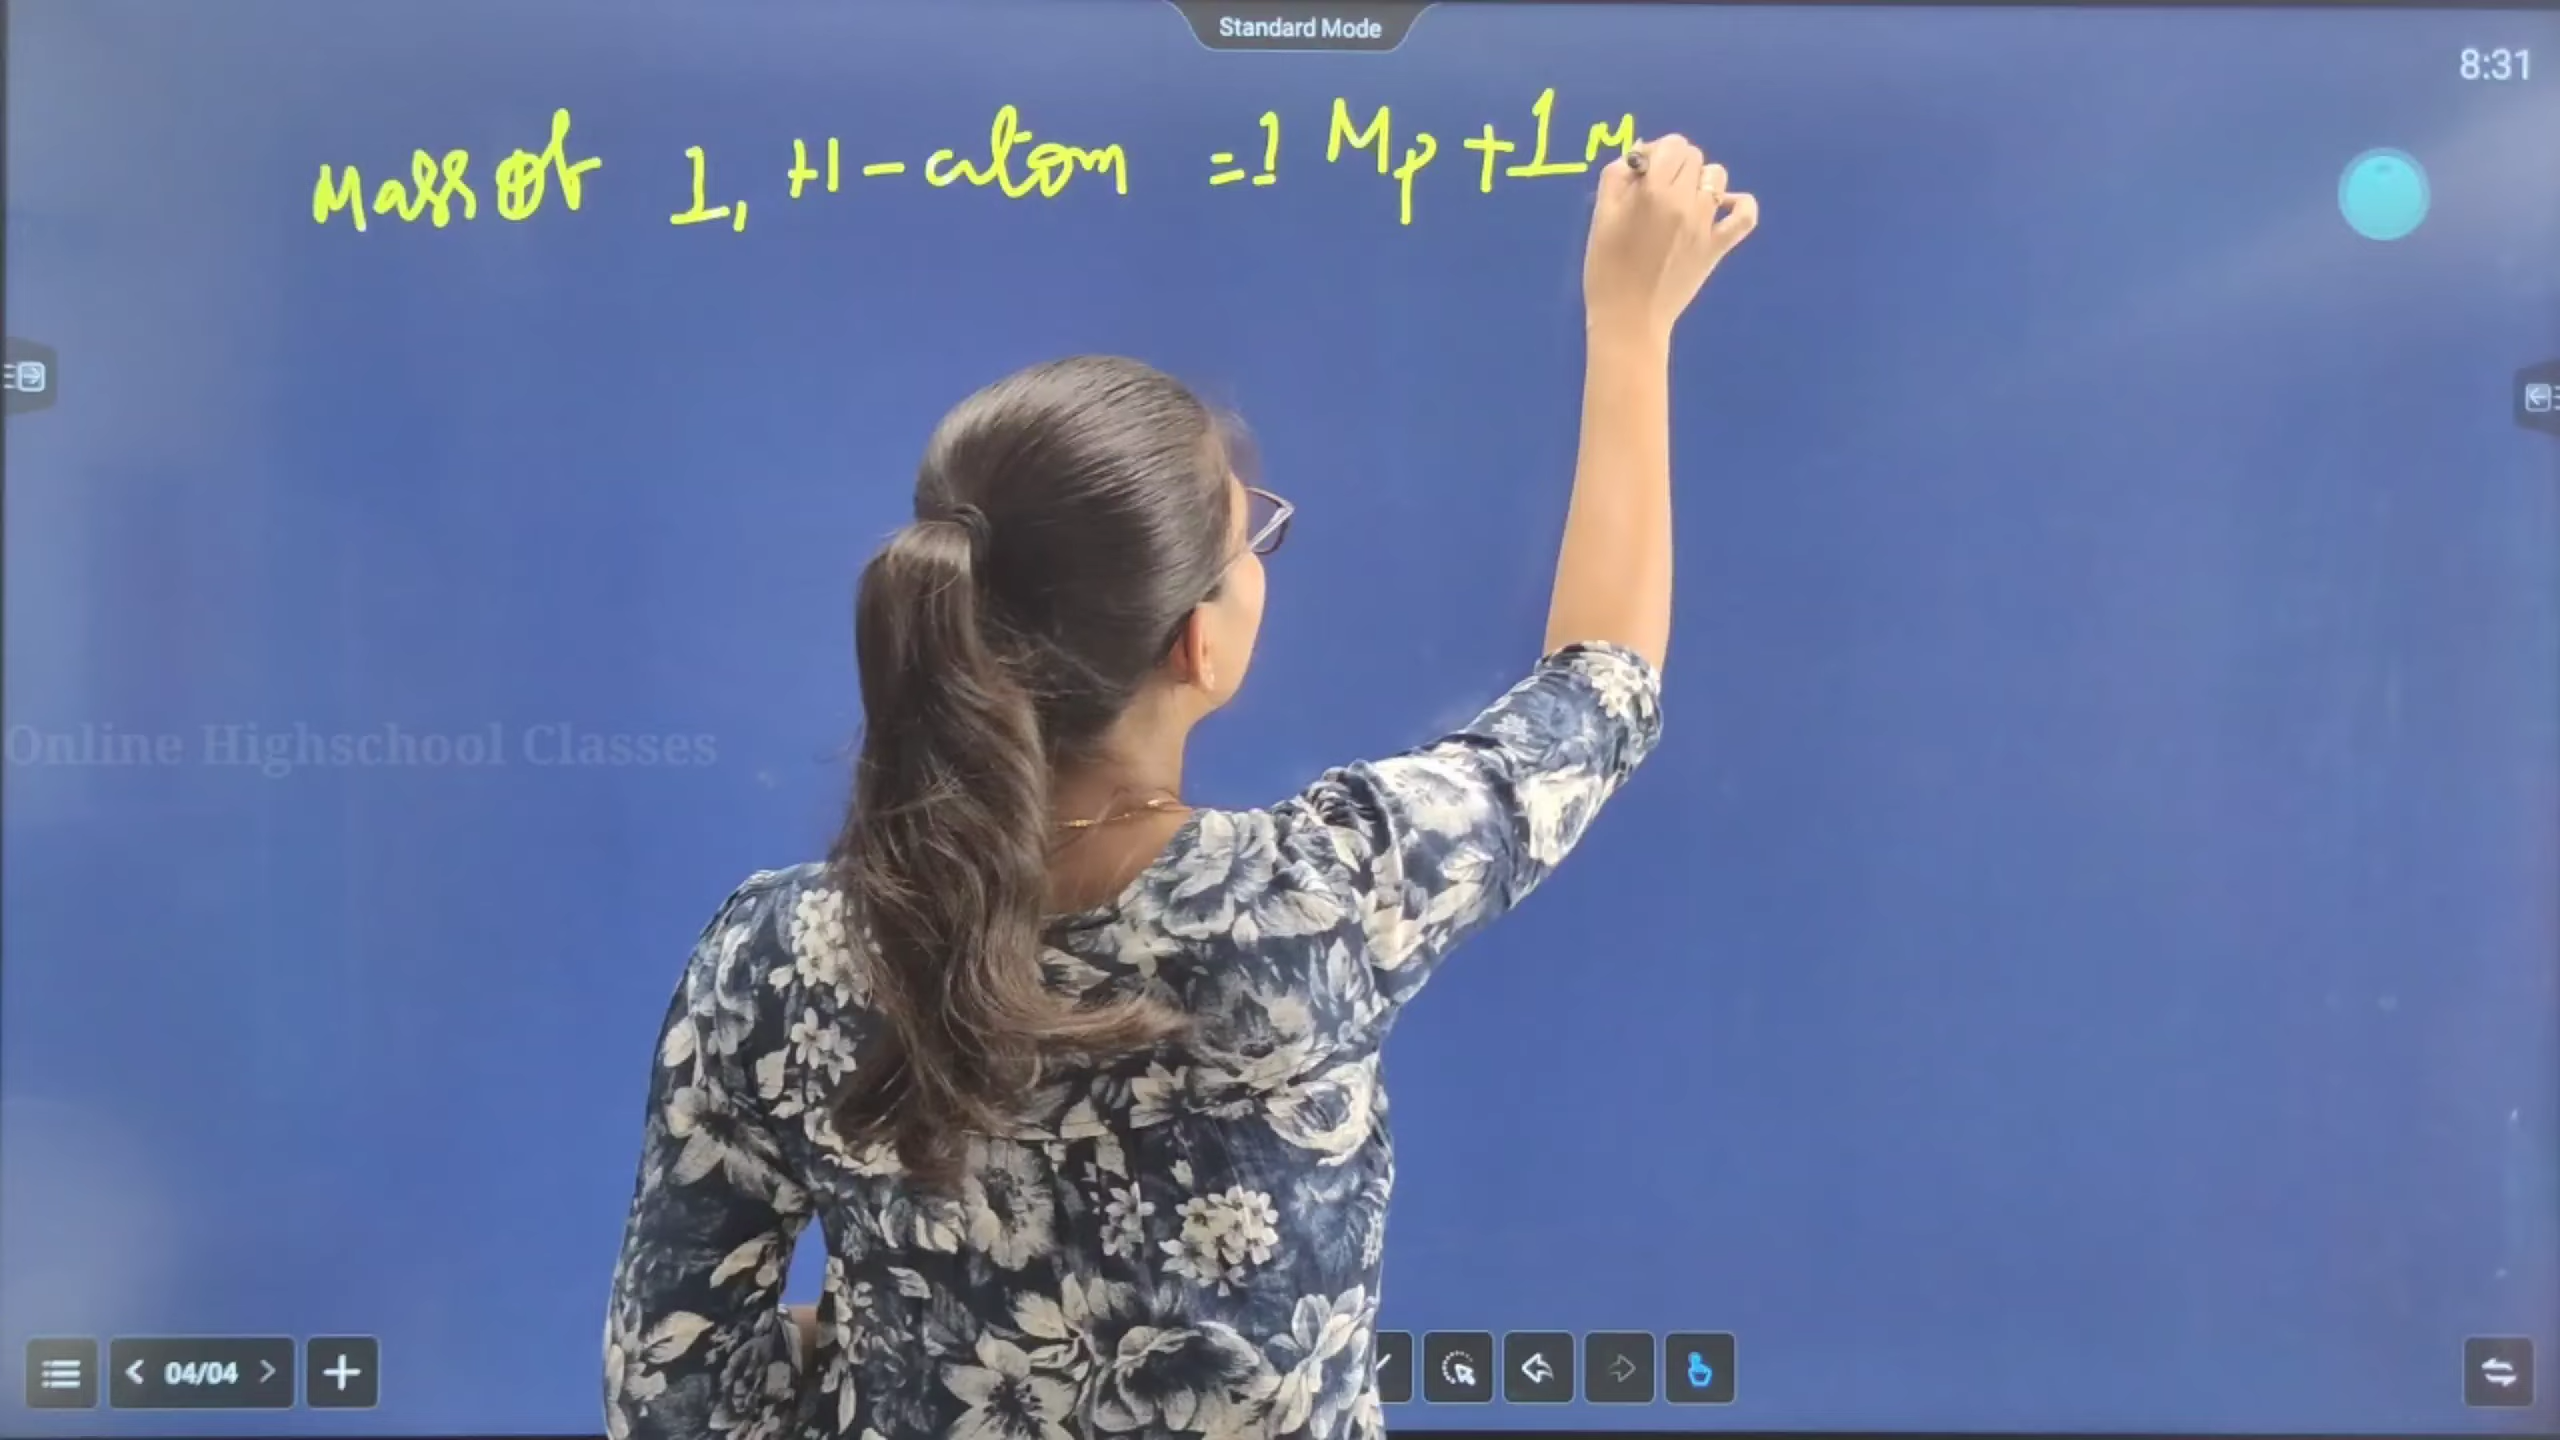 Standard Mode
8:31
Mass of 1, H-atom = 1 Mp + 1 M
Online Highschool Classes
04/04